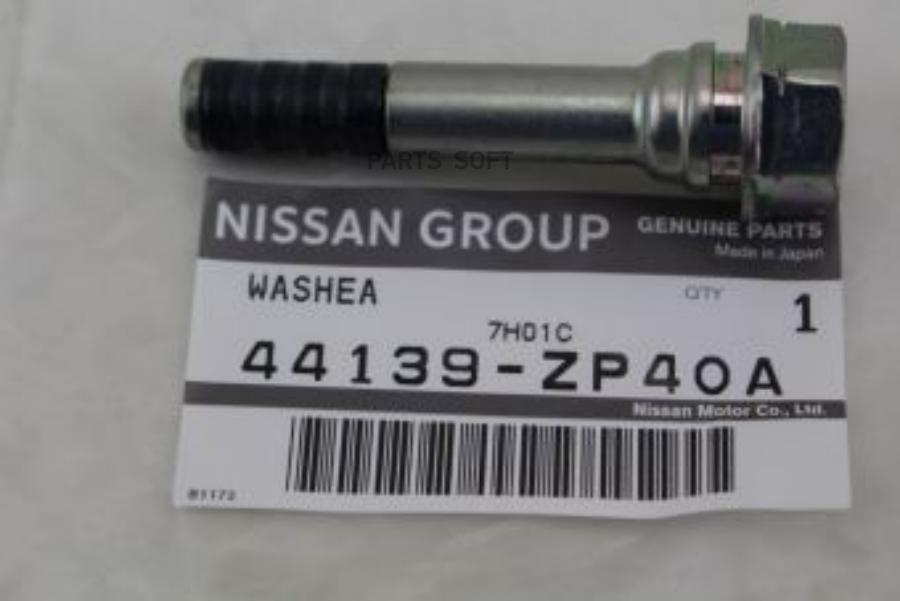 PARTS SOFT
NISSAN GROUP
GENUINE PARTS
Made in Japan
WASHEA
QTY 1
7H01C
44139-ZP40A
Nissan Motor Co., Ltd.
B1173